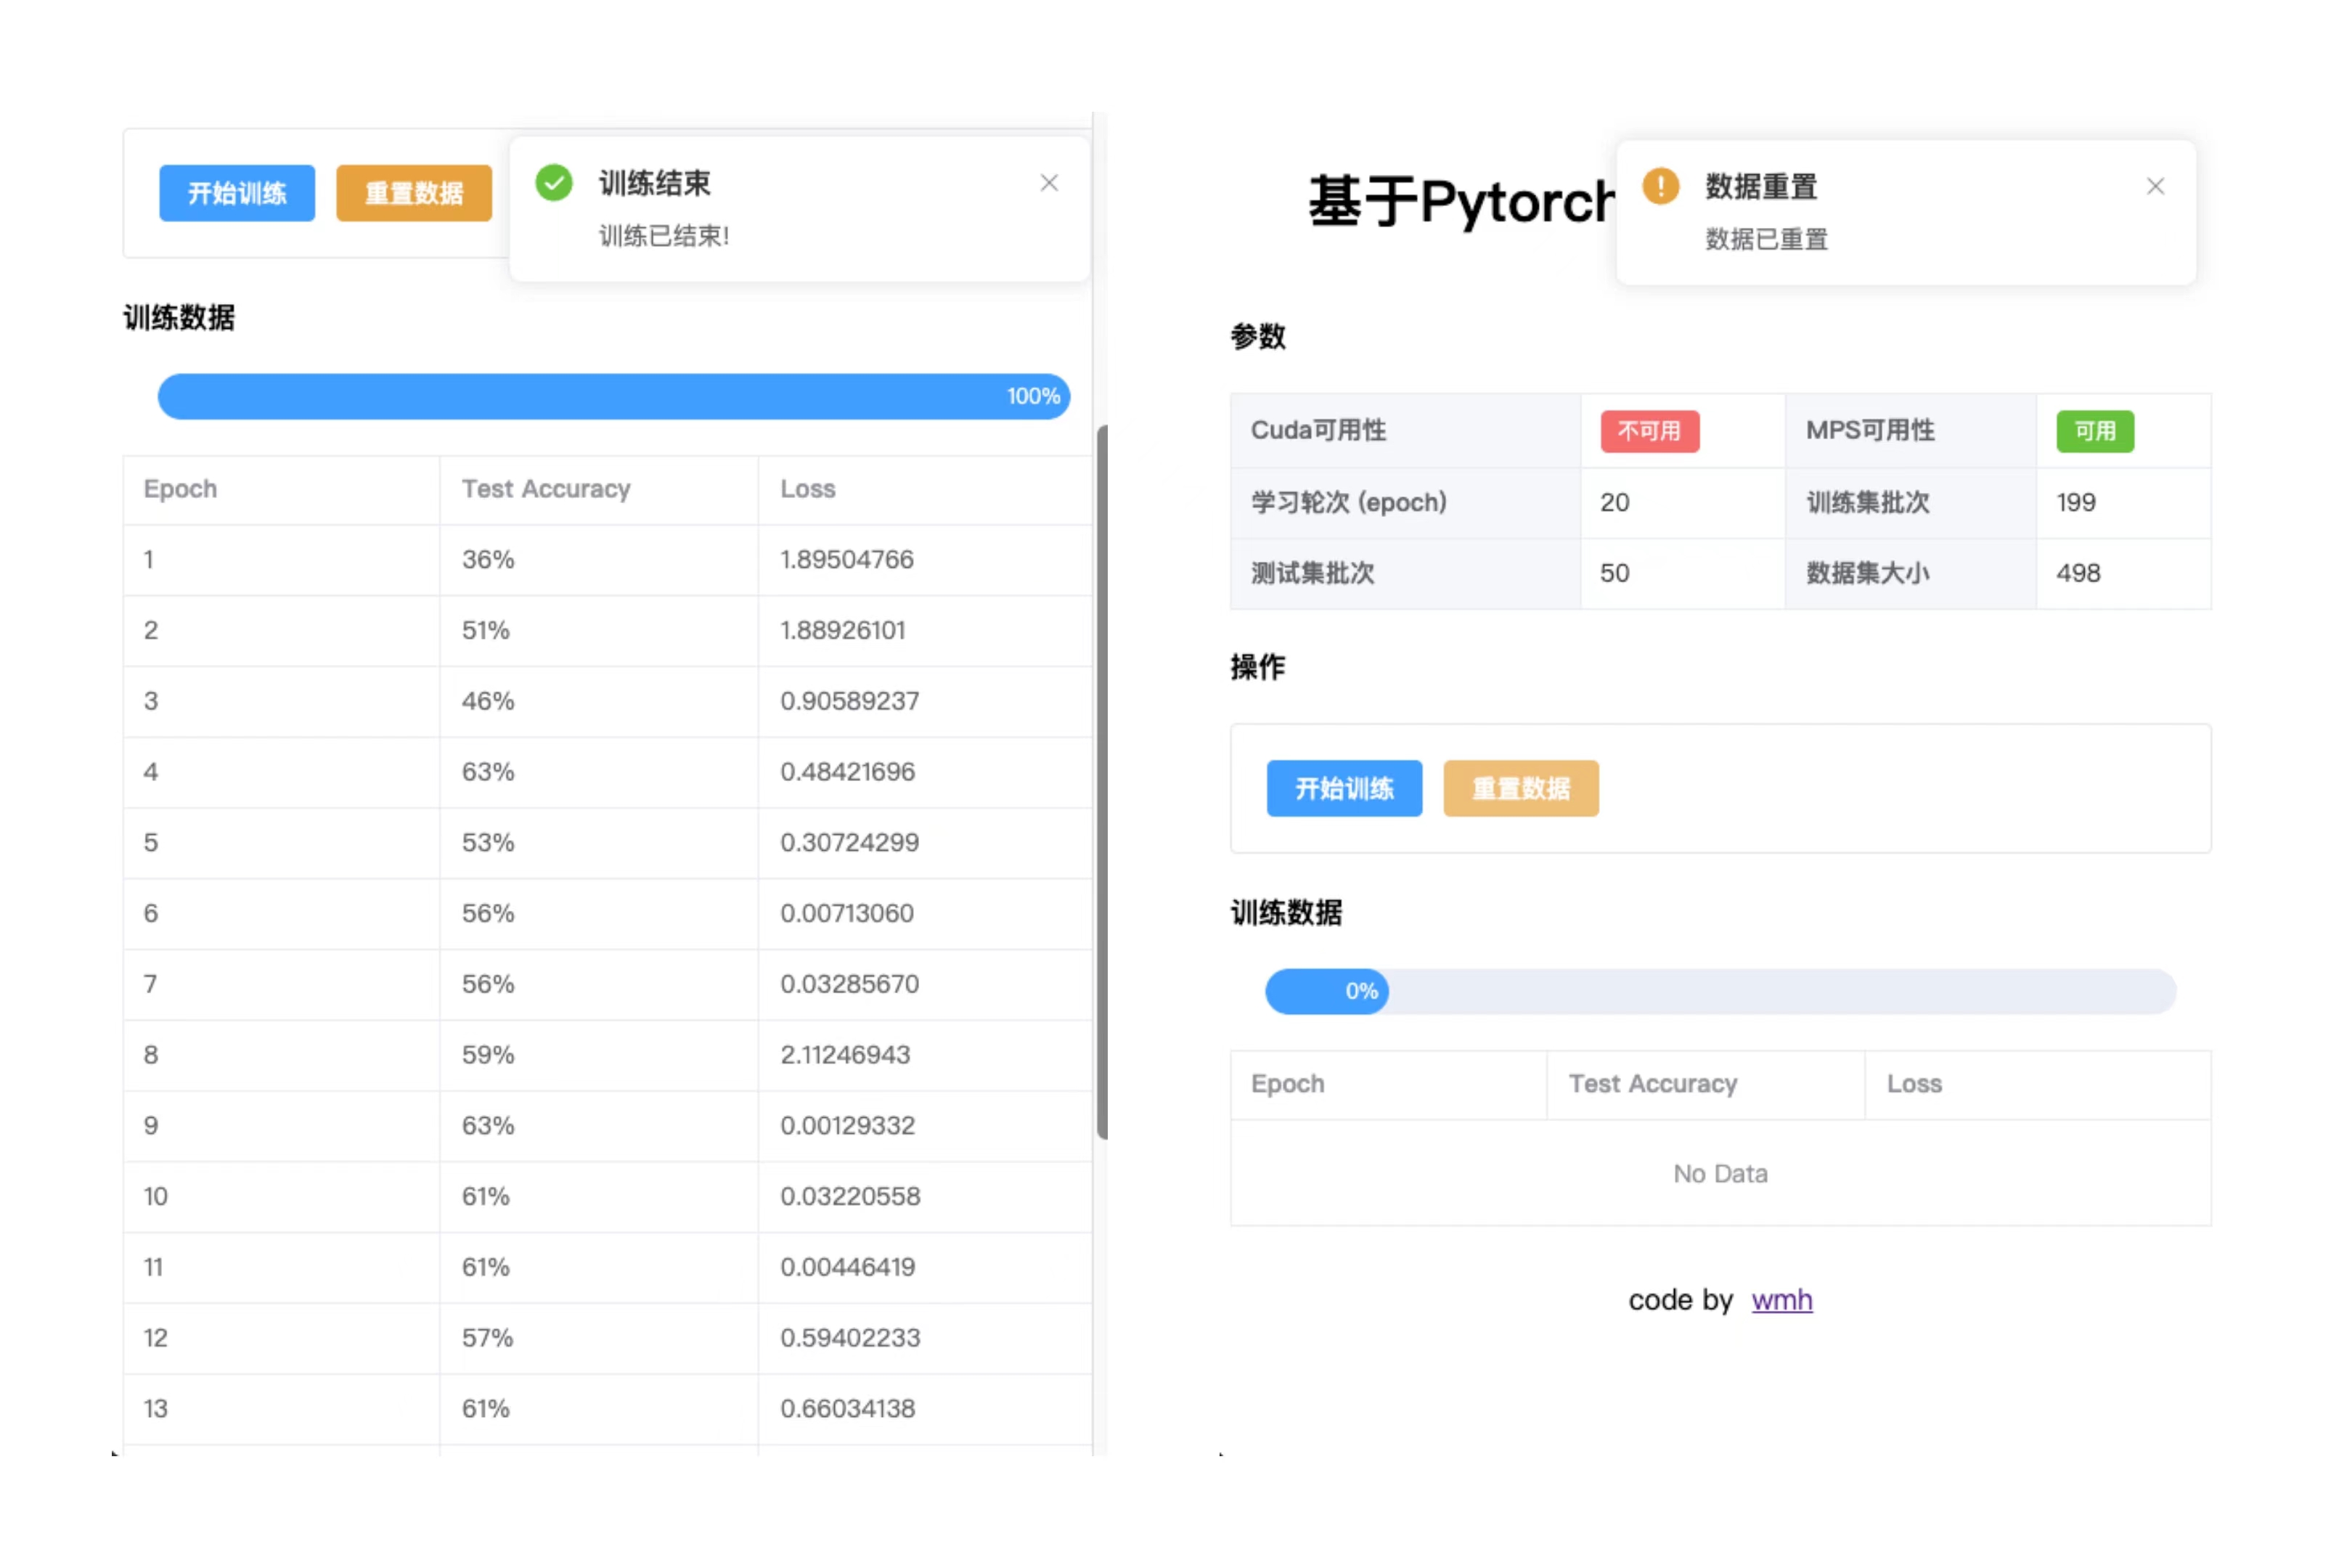 开始训练 重置数据
训练结束
训练已结束!
训练数据
100%
Epoch Test Accuracy Loss
1 36% 1.89504766
2 51% 1.88926101
3 46% 0.90589237
4 63% 0.48421696
5 53% 0.30724299
6 56% 0.00713060
7 56% 0.03285670
8 59% 2.11246943
9 63% 0.00129332
10 61% 0.03220558
11 61% 0.00446419
12 57% 0.59402233
13 61% 0.66034138
基于Pytorch
数据重置
数据已重置
参数
Cuda可用性 不可用 MPS可用性 可用
学习轮次 (epoch) 20 训练集批次 199
测试集批次 50 数据集大小 498
操作
开始训练 重置数据
训练数据
0%
Epoch Test Accuracy Loss
No Data
code by wmh